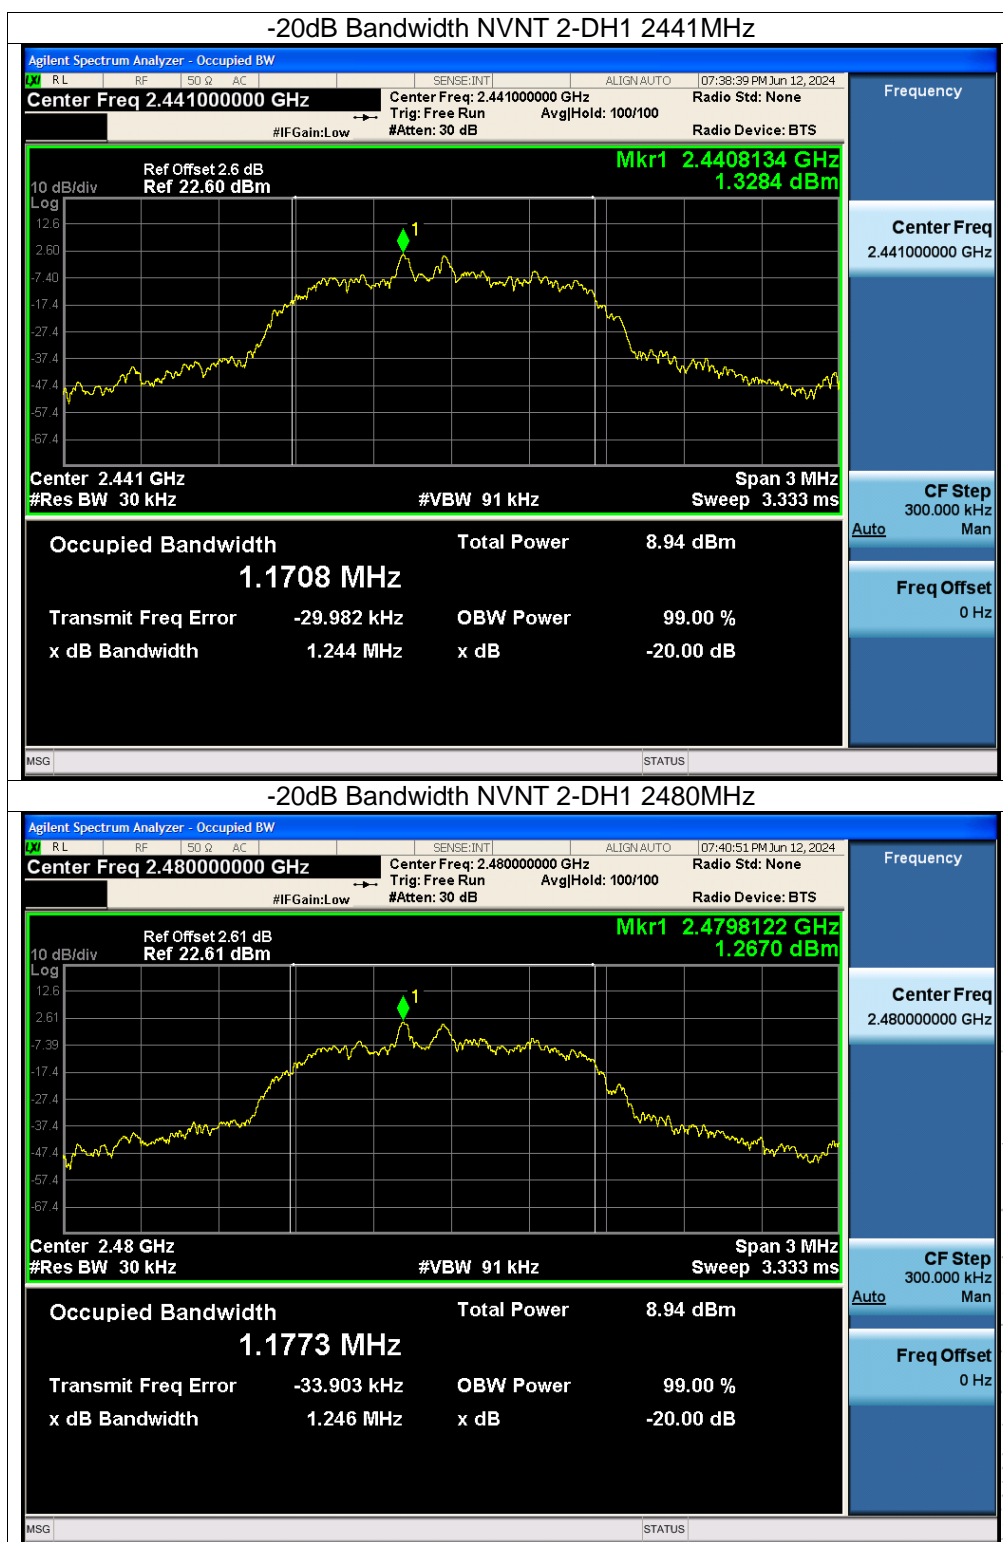 -20dB Bandwidth NVNT 2-DH1 2441MHz
Agilent Spectrum Analyzer - Occupied BW
LXI RL RF 50 Ω AC SENSE:INT ALIGN AUTO 07:38:39 PM Jun 12, 2024
Center Freq 2.441000000 GHz
Center Freq: 2.441000000 GHz Radio Std: None
Trig: Free Run Avg|Hold: 100/100
#IFGain:Low #Atten: 30 dB Radio Device: BTS
Frequency
Mkr1 2.4408134 GHz
1.3284 dBm
Ref Offset 2.6 dB
10 dB/div Ref 22.60 dBm
Log
12.6
2.60
-7.40
-17.4
-27.4
-37.4
-47.4
-57.4
-67.4
1
Center 2.441 GHz Span 3 MHz
#Res BW 30 kHz #VBW 91 kHz Sweep 3.333 ms
Center Freq
2.441000000 GHz
CF Step
300.000 kHz
Auto Man
Freq Offset
0 Hz
Occupied Bandwidth Total Power 8.94 dBm
1.1708 MHz
Transmit Freq Error -29.982 kHz OBW Power 99.00 %
x dB Bandwidth 1.244 MHz x dB -20.00 dB
MSG STATUS
-20dB Bandwidth NVNT 2-DH1 2480MHz
Agilent Spectrum Analyzer - Occupied BW
LXI RL RF 50 Ω AC SENSE:INT ALIGN AUTO 07:40:51 PM Jun 12, 2024
Center Freq 2.480000000 GHz
Center Freq: 2.480000000 GHz Radio Std: None
Trig: Free Run Avg|Hold: 100/100
#IFGain:Low #Atten: 30 dB Radio Device: BTS
Frequency
Mkr1 2.4798122 GHz
1.2670 dBm
Ref Offset 2.61 dB
10 dB/div Ref 22.61 dBm
Log
12.6
2.61
-7.39
-17.4
-27.4
-37.4
-47.4
-57.4
-67.4
1
Center 2.48 GHz Span 3 MHz
#Res BW 30 kHz #VBW 91 kHz Sweep 3.333 ms
Center Freq
2.480000000 GHz
CF Step
300.000 kHz
Auto Man
Freq Offset
0 Hz
Occupied Bandwidth Total Power 8.94 dBm
1.1773 MHz
Transmit Freq Error -33.903 kHz OBW Power 99.00 %
x dB Bandwidth 1.246 MHz x dB -20.00 dB
MSG STATUS